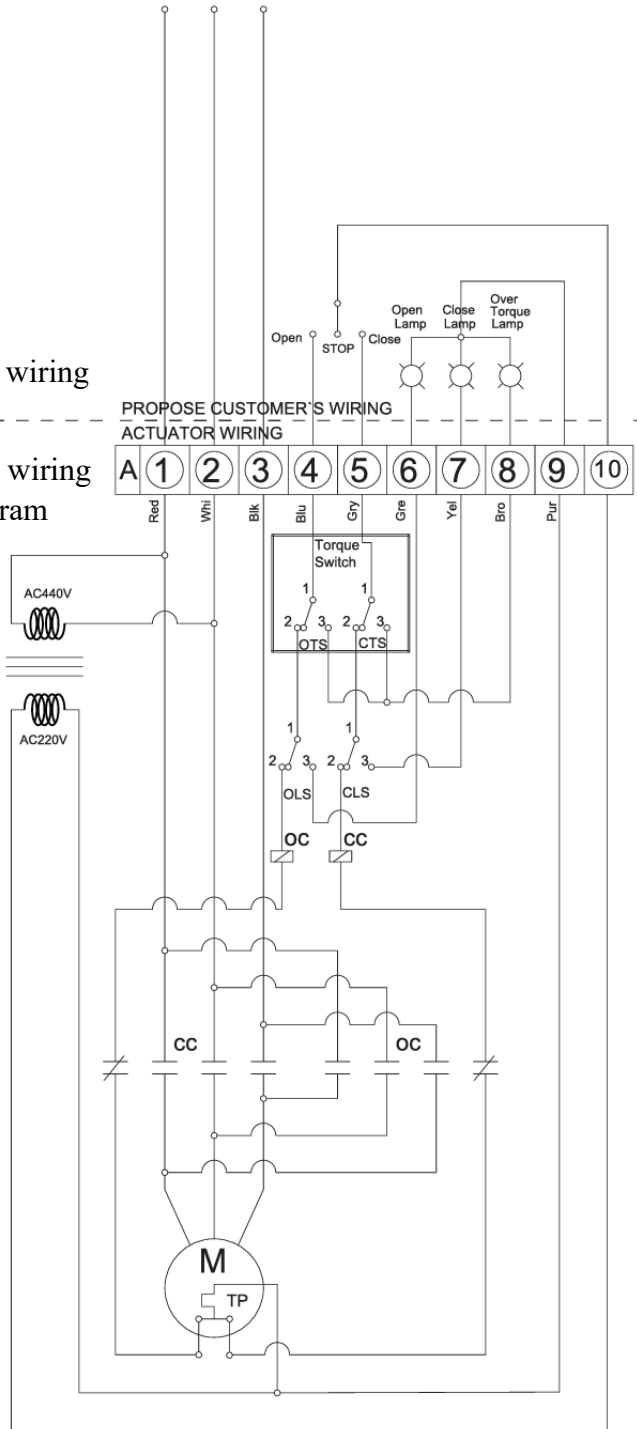 Open
STOP
Close
Open
Lamp
Close
Lamp
Over
Torque
Lamp
wiring
PROPOSE CUSTOMER`S WIRING
ACTUATOR WIRING
wiring
ram
A 1 2 3 4 5 6 7 8 9 10
Red Whi Blk Blu Gry Gre Yel Bro Pur
Torque
Switch
AC440V
1 1
2 3 2 3
OTS CTS
AC220V
1 1
2 3 2 3
OLS CLS
OC CC
CC OC
M
TP